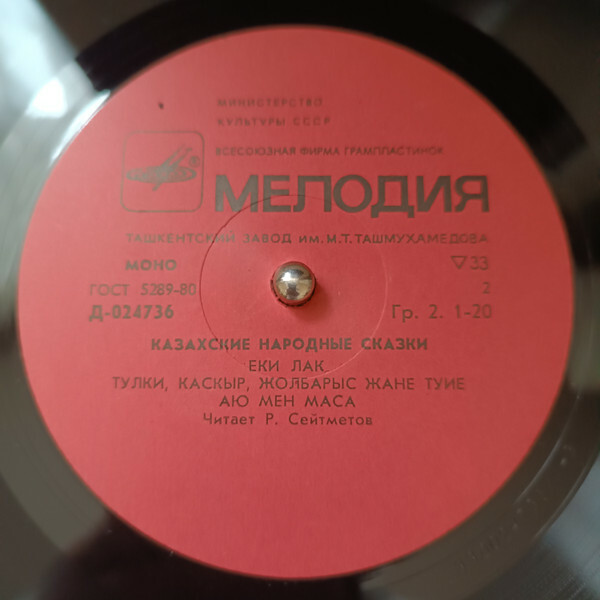 МИНИСТЕРСТВО
КУЛЬТУРЫ СССР
ВСЕСОЮЗНАЯ ФИРМА ГРАМПЛАСТИНОК
МЕЛОДИЯ
ТАШКЕНТСКИЙ ЗАВОД ИМ. М.Т. ТАШМУХАМЕДОВА
МОНО ▽33
ГОСТ 5289-80 2
Д-024736 Гр. 2. 1-20
КАЗАХСКИЕ НАРОДНЫЕ СКАЗКИ
ЕКИ ЛАК
ТУЛКИ, КАСКЫР, ЖОЛБАРЫС ЖАНЕ ТУИЕ
АЮ МЕН МАСА
Читает Р. Сейтметов